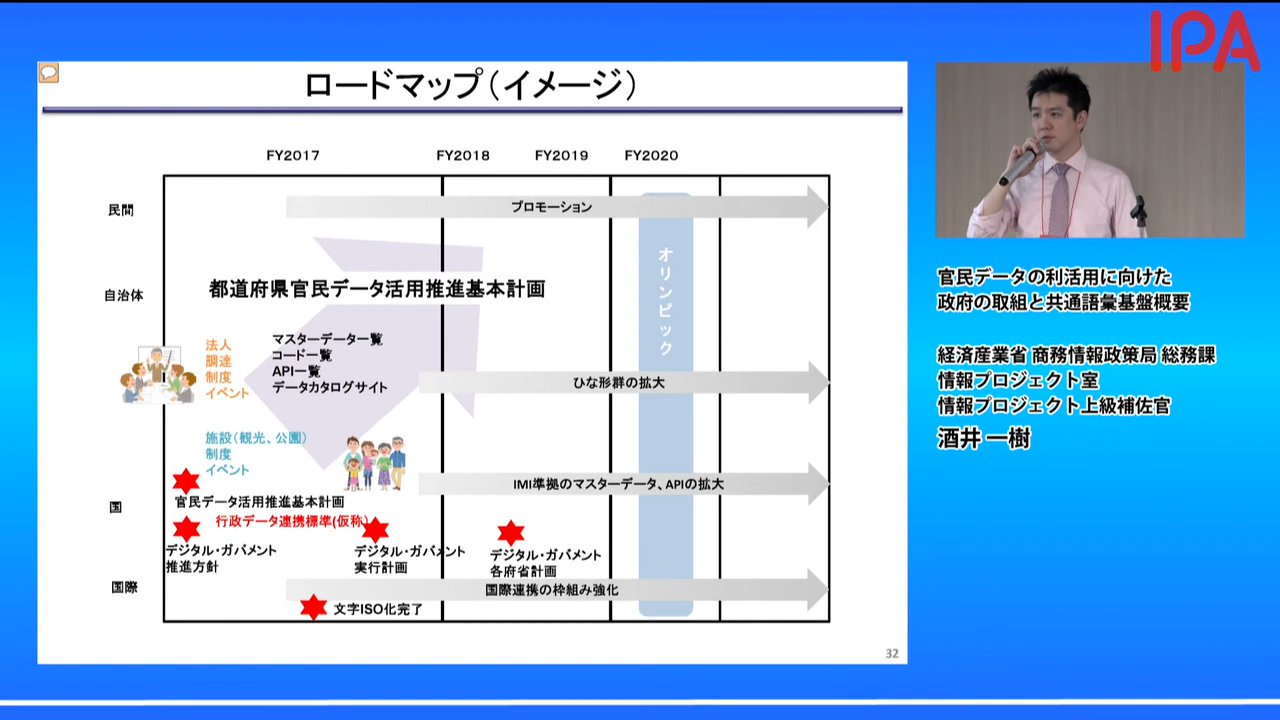 IPA
ロードマップ（イメージ）
FY2017
FY2018
FY2019
FY2020
民間
プロモーション
オリンピック
自治体
都道府県官民データ活用推進基本計画
法人
調達
制度
イベント
マスターデータ一覧
コード一覧
API一覧
データカタログサイト
ひな形群の拡大
施設（観光、公園）
制度
イベント
IMI準拠のマスターデータ、APIの拡大
国
官民データ活用推進基本計画
行政データ連携標準(仮称)
デジタル・ガバメント
推進方針
デジタル・ガバメント
実行計画
デジタル・ガバメント
各府省計画
国際
国際連携の枠組み強化
文字ISO化完了
32
官民データの利活用に向けた
政府の取組と共通語彙基盤概要
経済産業省 商務情報政策局 総務課
情報プロジェクト室
情報プロジェクト上級補佐官
酒井 一樹